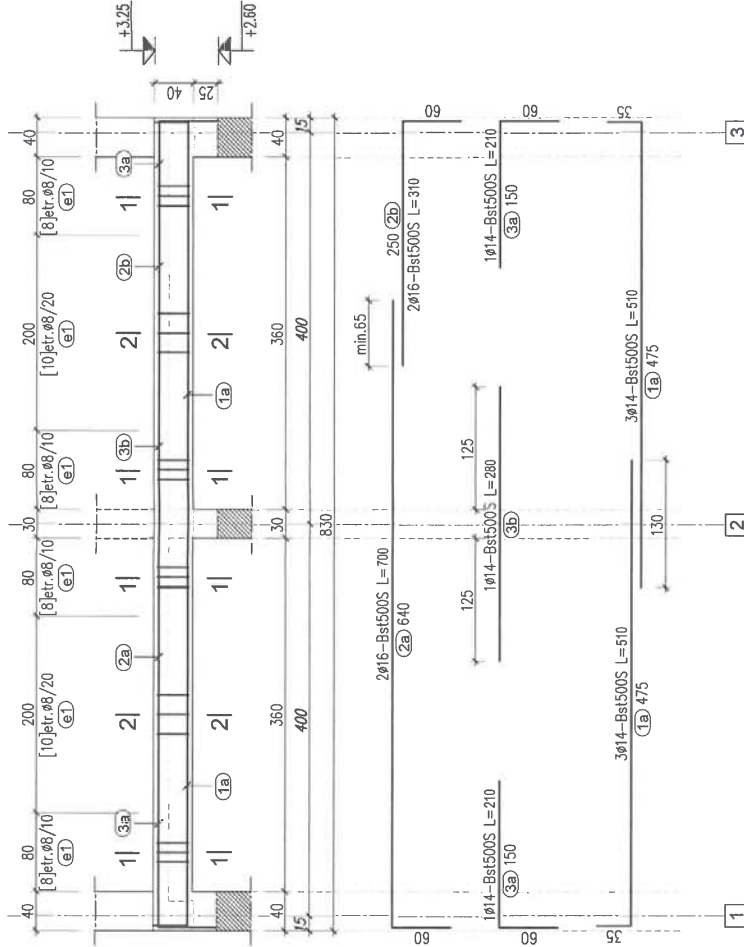 40 80 200 80 30 80 200 80 40
[8]etr.ø8/10 [10]etr.ø8/20 [8]etr.ø8/10 [8]etr.ø8/10 [10]etr.ø8/20 [8]etr.ø8/10
e1 e1 e1 e1 e1 e1
+3.25
+2.60
1 2 1 1 2 1
3a 2a 3b 2b 3a
40
25
1a 1a
1 2 1 1 2 1
40 360 30 360 40
15 400 400 15
830
2ø16-Bst500S L=700
2a 640
min.65
250 2b
2ø16-Bst500S L=310
60 60
1ø14-Bst500S L=210
3a 150
125 125
1ø14-Bst500S L=280
3b
1ø14-Bst500S L=210
3a 150
60 60
3ø14-Bst500S L=510
1a 475
3ø14-Bst500S L=510
1a 475
35 35
130
1 2 3